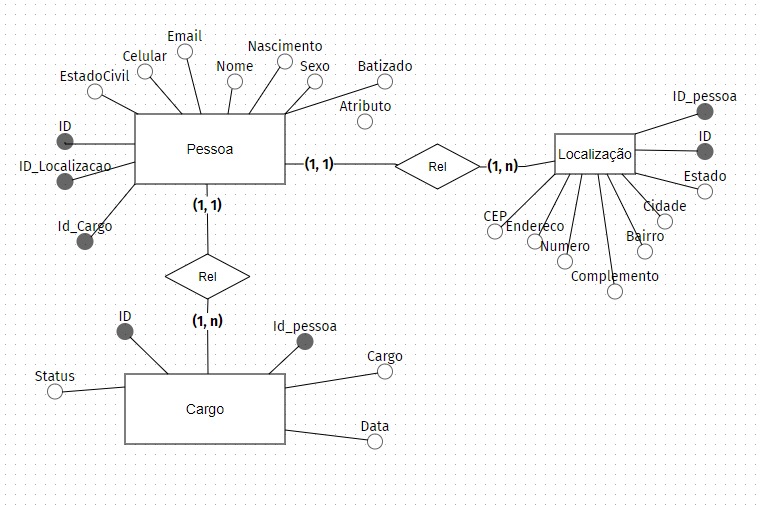 Email
Nascimento
Celular
Nome
Sexo
Batizado
EstadoCivil
Atributo
ID
Pessoa
ID_Localizacao
Id_Cargo
(1, 1)
Rel
(1, n)
Localização
ID_pessoa
ID
Estado
Cidade
CEP
Endereco
Bairro
Numero
Complemento
(1, 1)
Rel
(1, n)
ID
Id_pessoa
Cargo
Status
Cargo
Data